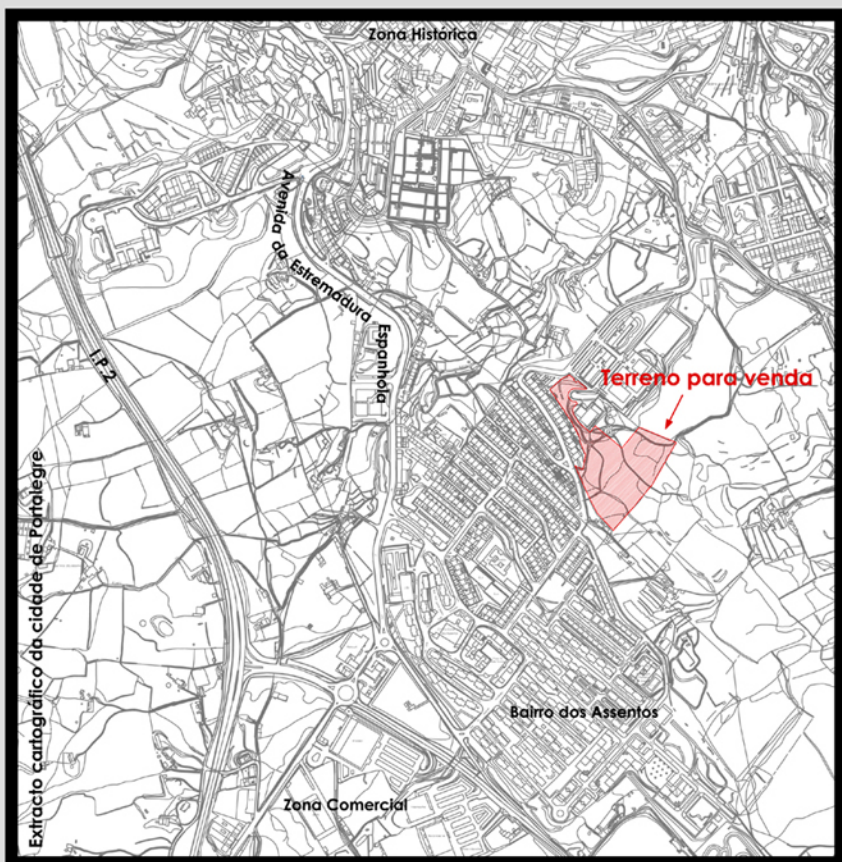 Zona Histórica
Avenida da Estremadura
Espanhola
I.P.2
Terreno para venda
Extracto cartográfico da cidade de Portalegre
Bairro dos Assentos
Zona Comercial